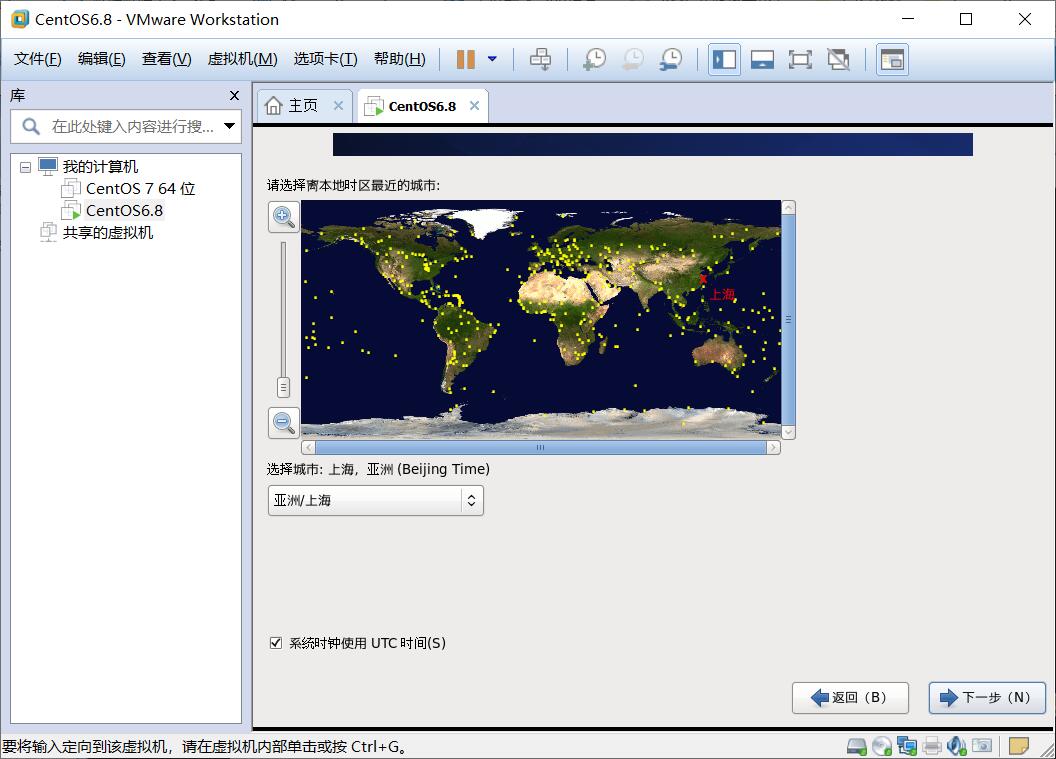 CentOS6.8 - VMware Workstation
文件(F) 编辑(E) 查看(V) 虚拟机(M) 选项卡(T) 帮助(H)
库
在此处键入内容进行搜...
我的计算机
CentOS 7 64 位
CentOS6.8
共享的虚拟机
主页 CentOS6.8
请选择离本地时区最近的城市:
上海
选择城市: 上海, 亚洲 (Beijing Time)
亚洲/上海
系统时钟使用 UTC 时间(S)
返回（B） 下一步（N）
要将输入定向到该虚拟机，请在虚拟机内部单击或按 Ctrl+G。